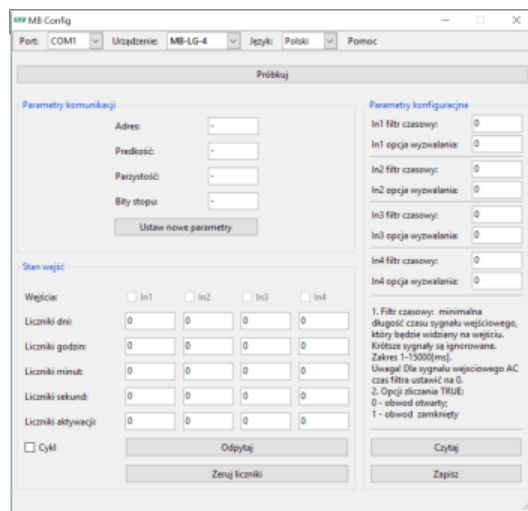 MB Config
Port: COM1 Urządzenie: MB-LG-4 Język: Polski Pomoc
Próbkuj
Parametry komunikacji
Adres: -
Predkość: -
Parzystość: -
Bity stopu: -
Ustaw nowe parametry
Stan wejść
Wejścia: In1 In2 In3 In4
Liczniki dni: 0 0 0 0
Liczniki godzin: 0 0 0 0
Liczniki minut: 0 0 0 0
Liczniki sekund: 0 0 0 0
Liczniki aktywacji: 0 0 0 0
Cykl Odpytaj
Zeruj liczniki
Parametry konfiguracjne
In1 filtr czasowy: 0
In1 opcja wyzwalania: 0
In2 filtr czasowy: 0
In2 opcja wyzwalania: 0
In3 filtr czasowy: 0
In3 opcja wyzwalania: 0
In4 filtr czasowy: 0
In4 opcja wyzwalania: 0
1. Filtr czasowy: minimalna
długość czasu sygnału wejściowego,
który będzie widziany na wejściu.
Krótsze sygnały są ignorowane.
Zakres 1-15000[ms].
Uwaga! Dla sygnalu wejsciowego AC
czas filtra ustawić na 0.
2. Opcji zliczania TRUE:
0 - obwod otwarty;
1 - obwod zamknięty
Czytaj
Zapisz